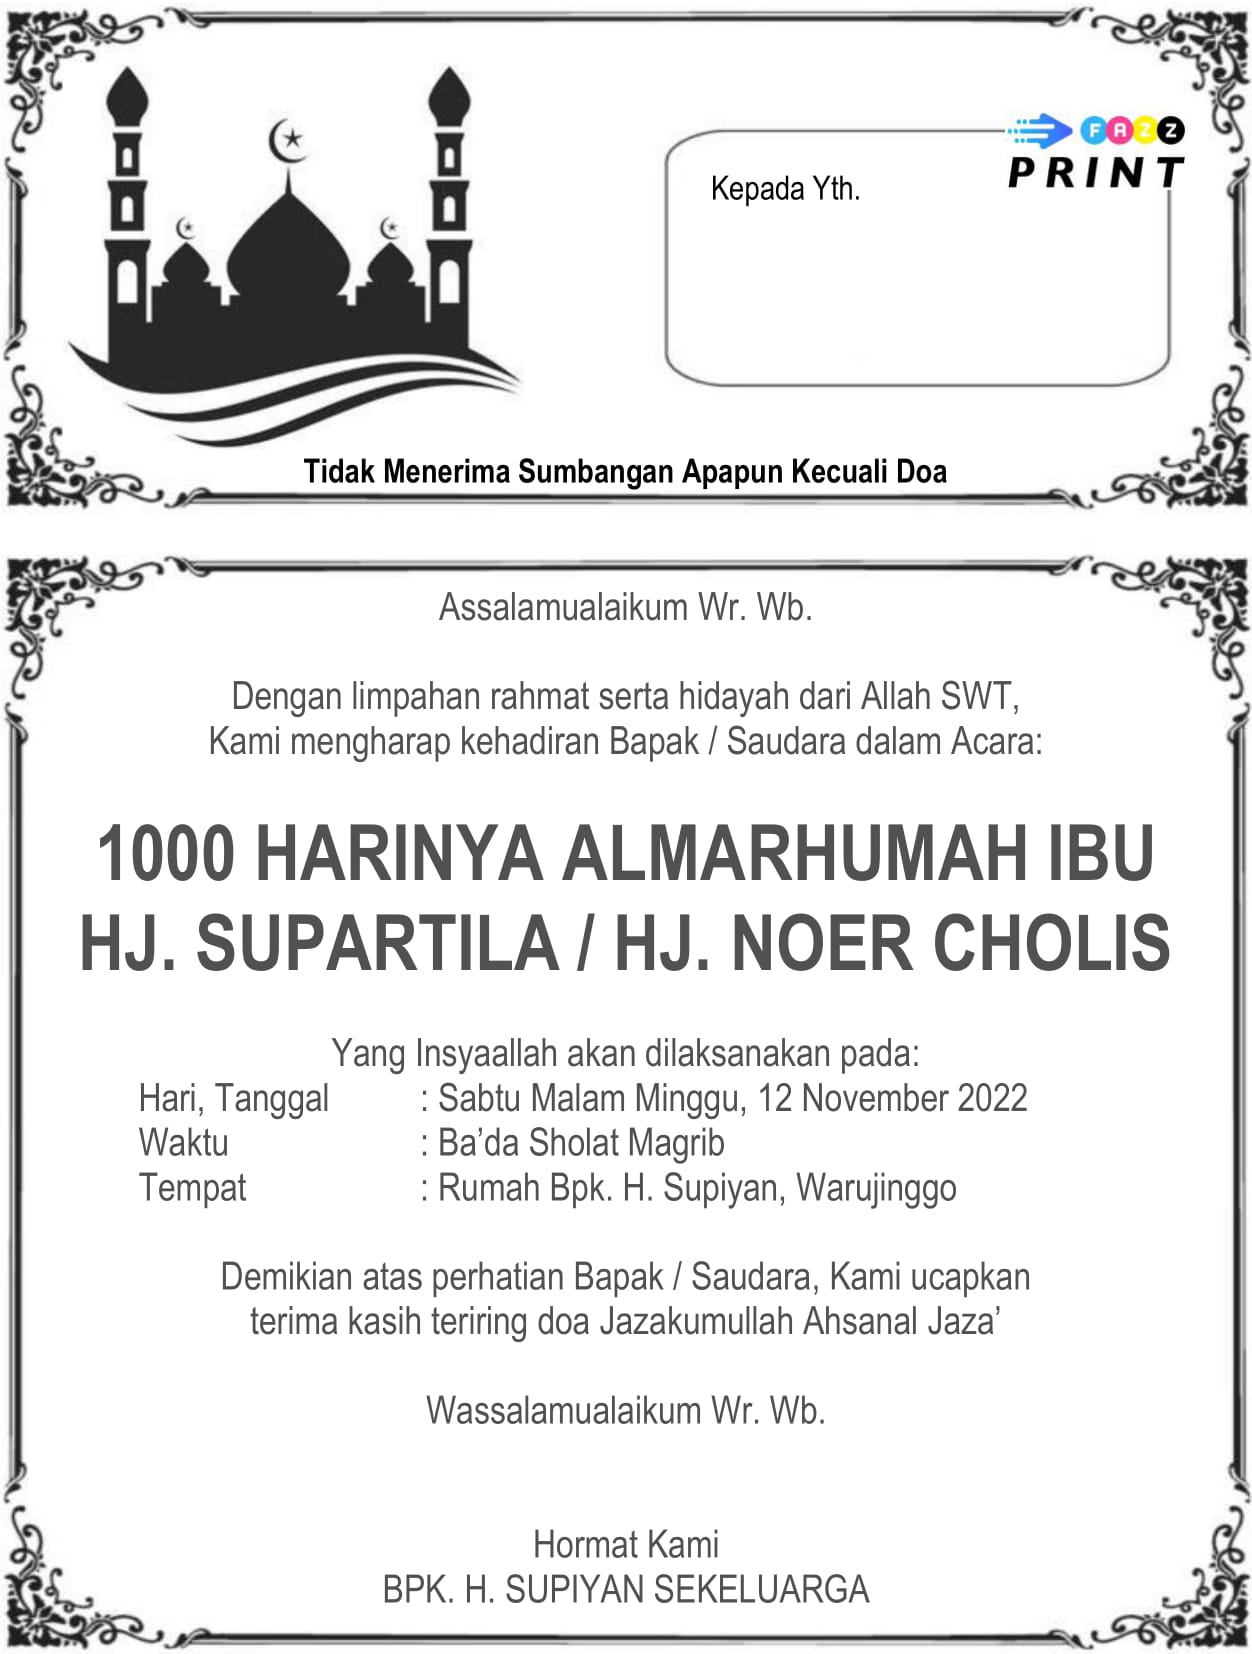 FAZZ
PRINT
Kepada Yth.
Tidak Menerima Sumbangan Apapun Kecuali Doa
Assalamualaikum Wr. Wb.
Dengan limpahan rahmat serta hidayah dari Allah SWT,
Kami mengharap kehadiran Bapak / Saudara dalam Acara:
1000 HARINYA ALMARHUMAH IBU
HJ. SUPARTILA / HJ. NOER CHOLIS
Yang Insyaallah akan dilaksanakan pada:
Hari, Tanggal : Sabtu Malam Minggu, 12 November 2022
Waktu : Ba’da Sholat Magrib
Tempat : Rumah Bpk. H. Supiyan, Warujinggo
Demikian atas perhatian Bapak / Saudara, Kami ucapkan
terima kasih teriring doa Jazakumullah Ahsanal Jaza’
Wassalamualaikum Wr. Wb.
Hormat Kami
BPK. H. SUPIYAN SEKELUARGA